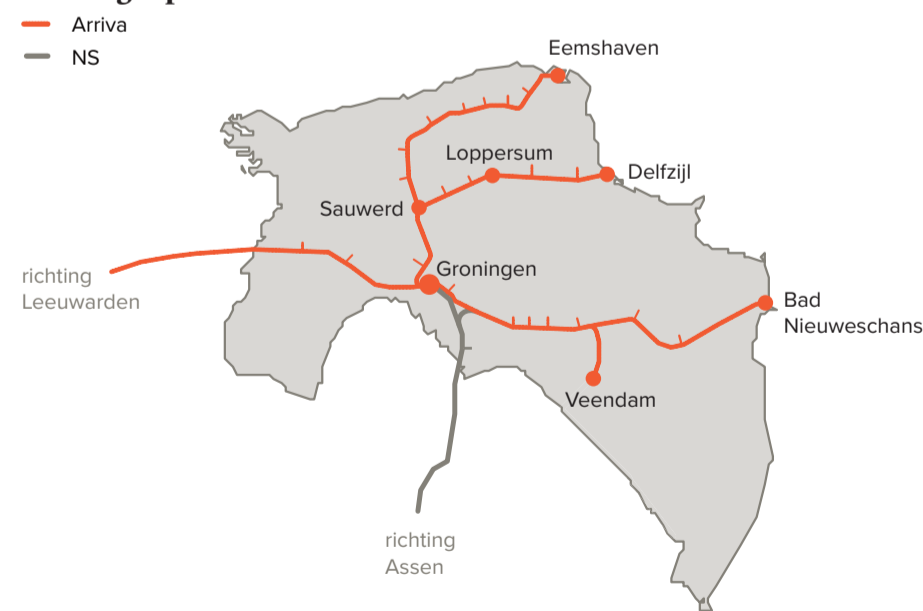 Arriva
NS
Eemshaven
Loppersum
Delfzijl
Sauwerd
Groningen
richting
Leeuwarden
Bad
Nieuweschans
Veendam
richting
Assen